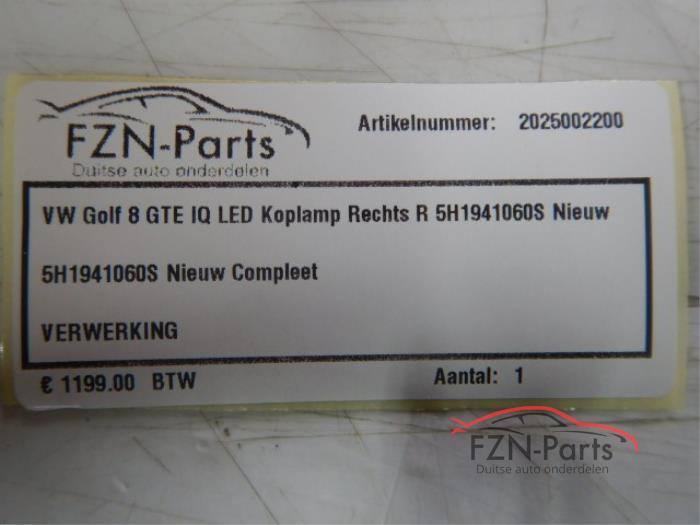 FZN-Parts
Duitse auto onderdelen
Artikelnummer: 2025002200
VW Golf 8 GTE IQ LED Koplamp Rechts R 5H1941060S Nieuw
5H1941060S Nieuw Compleet
VERWERKING
€ 1199.00 BTW
Aantal: 1
FZN-Parts
Duitse auto onderdelen